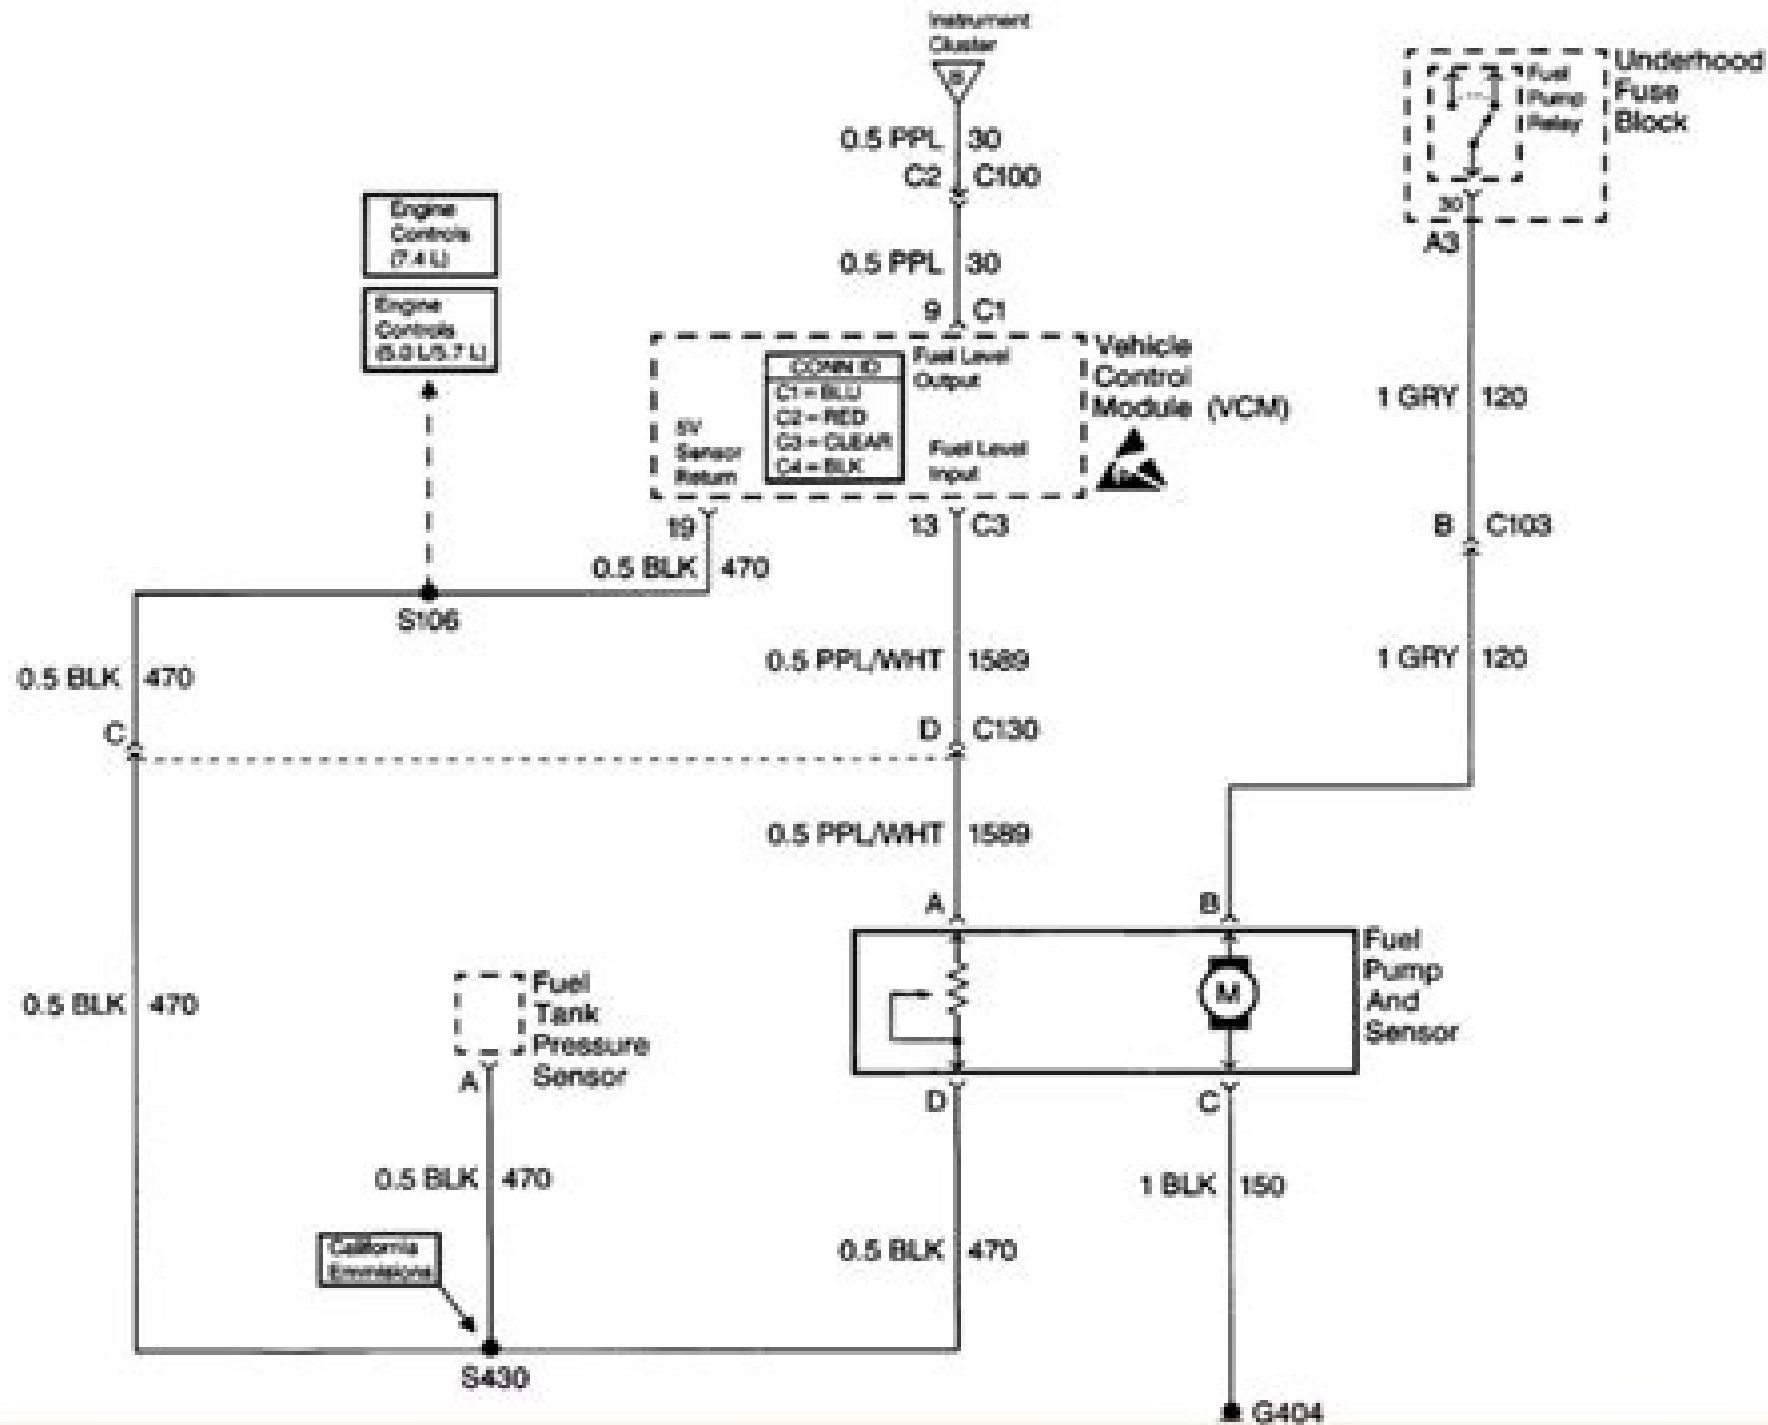 Instrument
Cluster
0.5 PPL 30
C2 C100
0.5 PPL 30
9 C1
Underhood
Fuse
Block
Fuel
Pump
Relay
30
A3
Engine
Controls
(7.4 L)
Engine
Controls
(5.0 L/5.7 L)
CONN ID
C1 = BLU
C2 = RED
C3 = CLEAR
C4 = BLK
Fuel Level
Output
5V
Sensor
Return
Fuel Level
Input
Vehicle
Control
Module (VCM)
1 GRY 120
19
13 C3
B C103
0.5 BLK 470
S106
0.5 BLK 470
0.5 PPL/WHT 1589
1 GRY 120
C
D C130
0.5 PPL/WHT 1589
A
B
Fuel
Pump
And
Sensor
M
0.5 BLK 470
Fuel
Tank
Pressure
Sensor
A
D
C
0.5 BLK 470
1 BLK 150
California
Emmisions
0.5 BLK 470
S430
G404